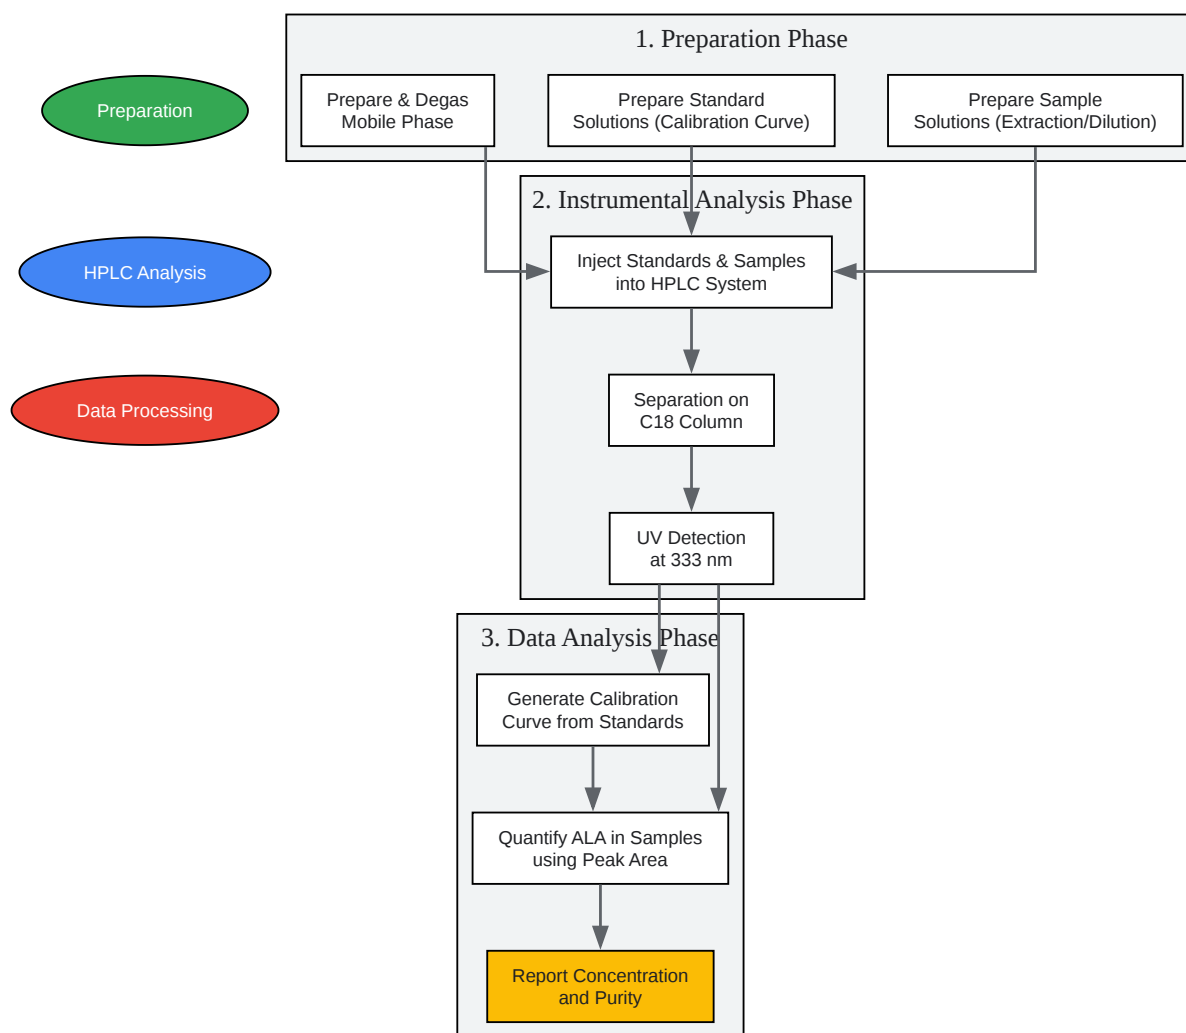 1. Preparation Phase
Preparation
Prepare & Degas
Mobile Phase
Prepare Standard
Solutions (Calibration Curve)
Prepare Sample
Solutions (Extraction/Dilution)
2. Instrumental Analysis Phase
HPLC Analysis
Inject Standards & Samples
into HPLC System
Data Processing
Separation on
C18 Column
UV Detection
at 333 nm
3. Data Analysis Phase
Generate Calibration
Curve from Standards
Quantify ALA in Samples
using Peak Area
Report Concentration
and Purity